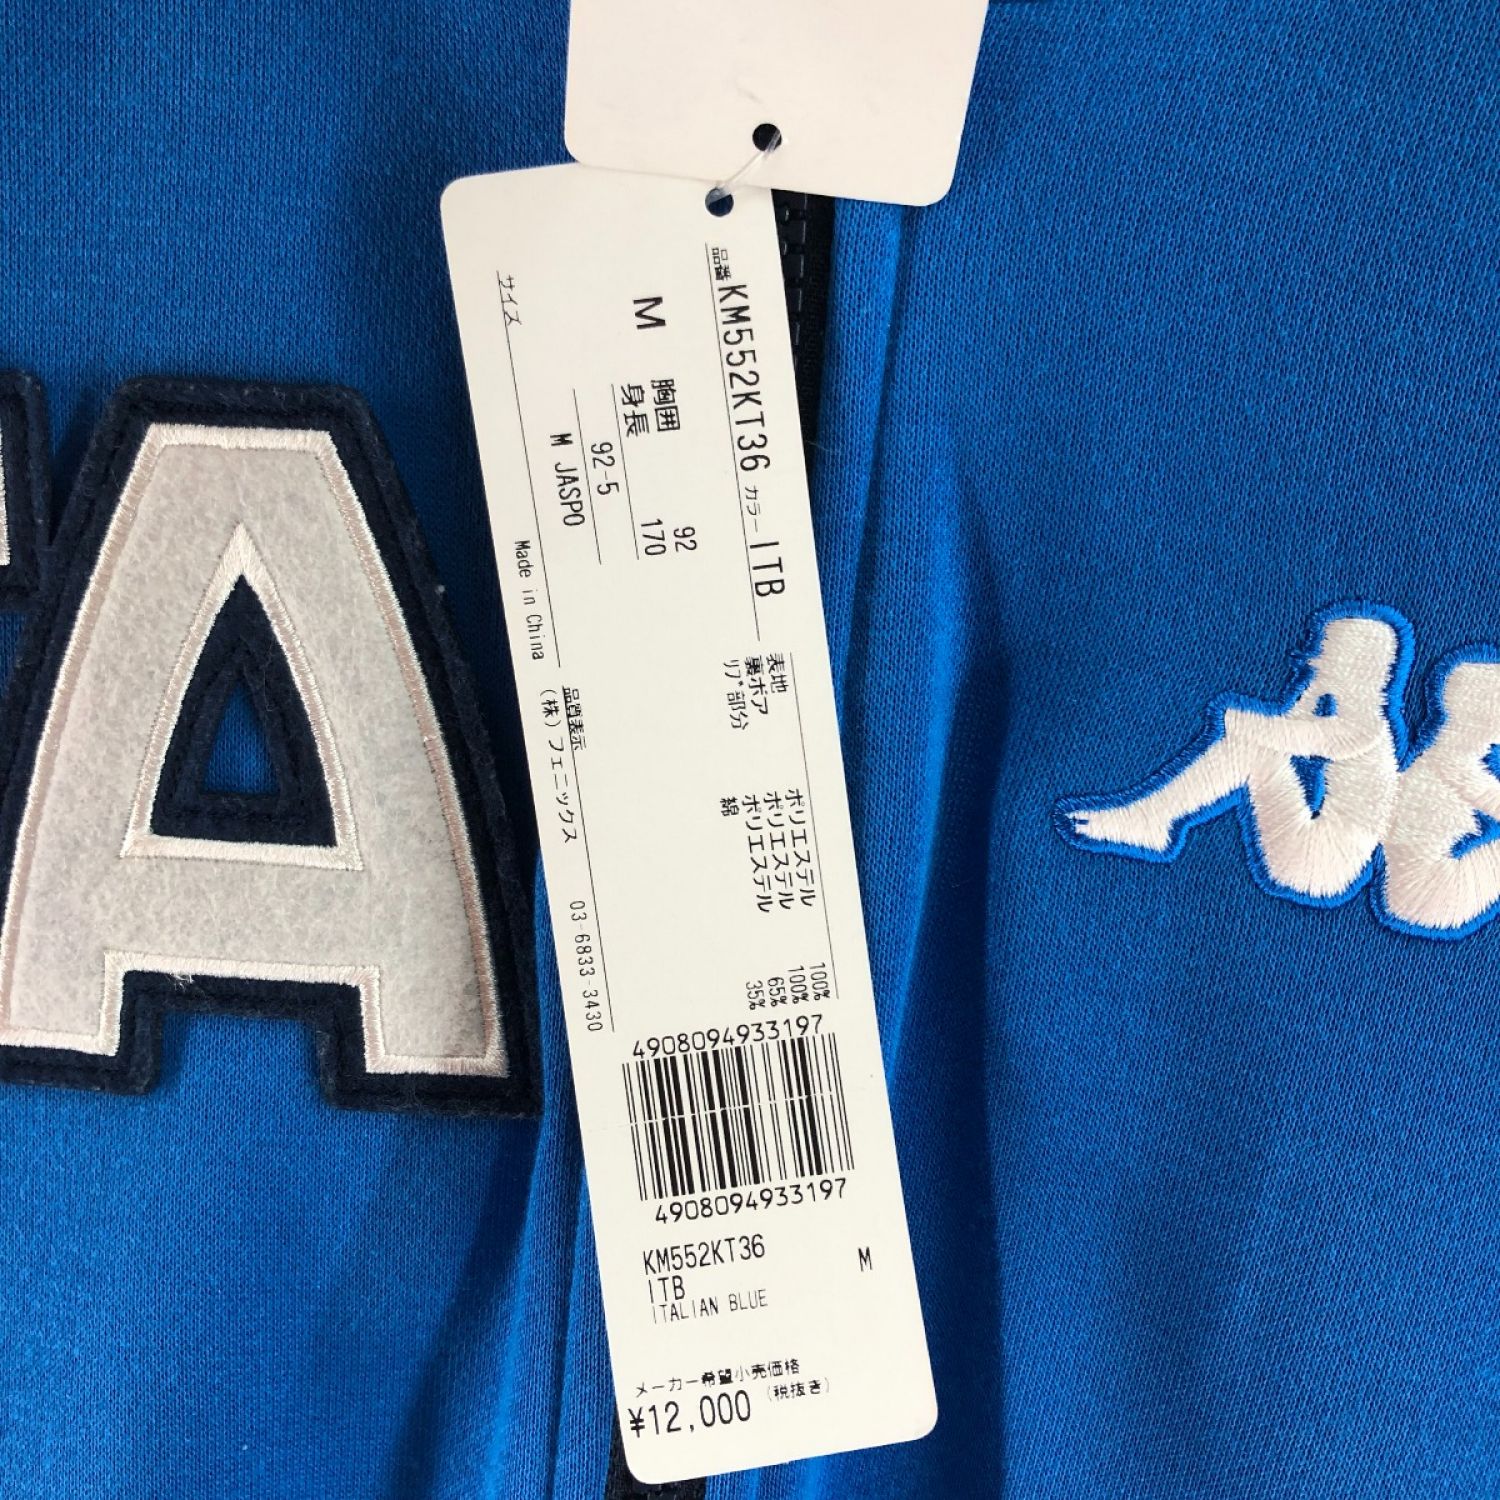 品番 KM552KT36 カラー ITB
M
胸囲 92
身長 170
92-5
M JASPO
サイズ
Made in China
表地 ポリエステル 100%
裏ボア ポリエステル 100%
リブ部分 ポリエステル 65%
綿 35%
品質表示
(株)フェニックス 03-6833-3430
4908094933197
4908094933197
KM552KT36 M
ITB
ITALIAN BLUE
メーカー希望小売価格
¥12,000 (税抜き)
A